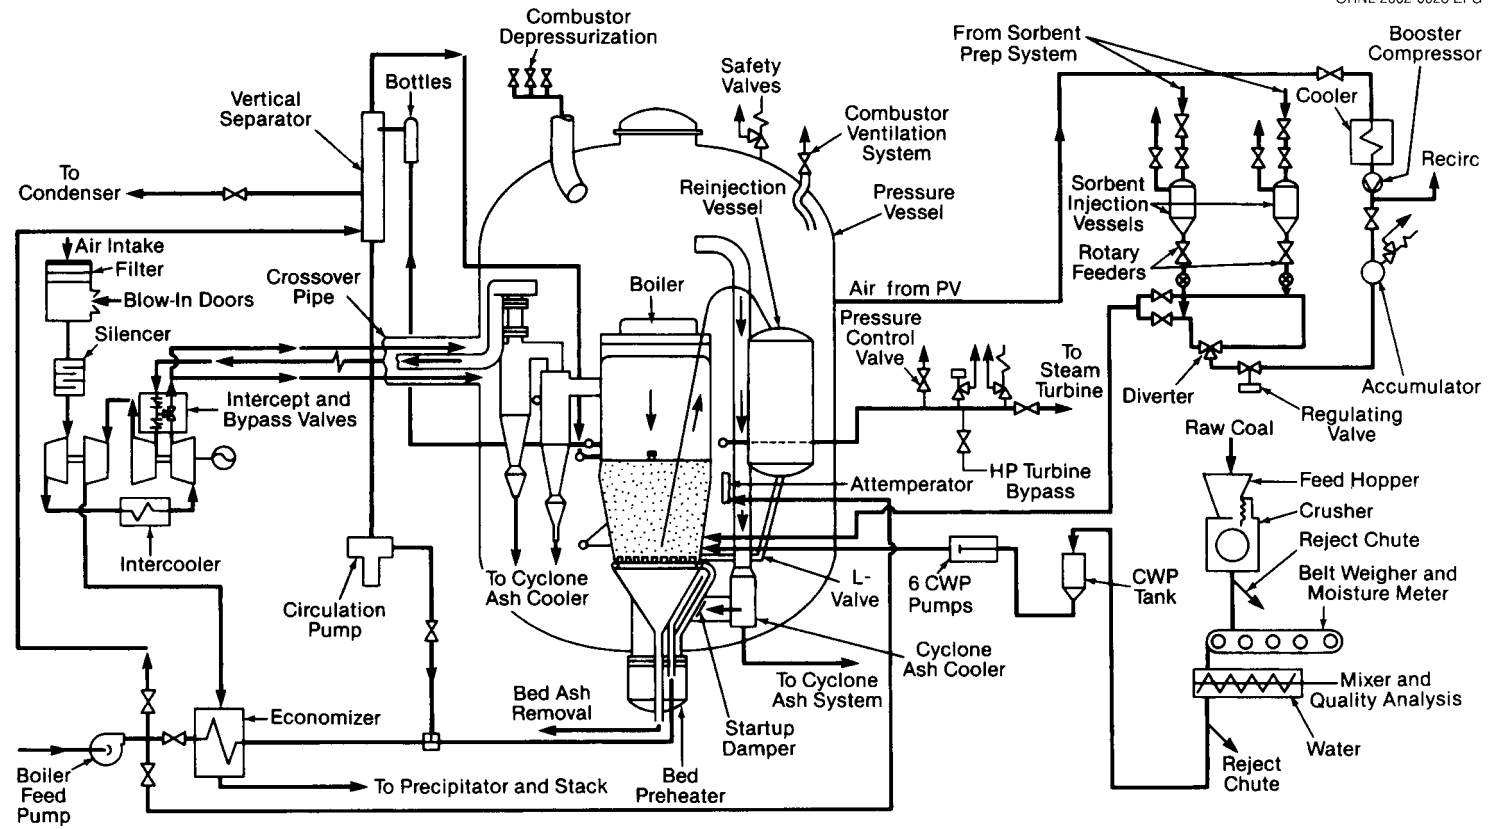 Combustor
Depressurization
Safety
Valves
From Sorbent
Prep System
Booster
Compressor
Bottles
Vertical
Separator
Combustor
Ventilation
System
Cooler
Recirc
To
Condenser
Reinjection
Vessel
Pressure
Vessel
Sorbent
Injection
Vessels
Air Intake
Filter
Blow-In Doors
Crossover
Pipe
Boiler
Air from PV
Rotary
Feeders
Silencer
Pressure
Control
Valve
To
Steam
Turbine
Diverter
Accumulator
Intercept and
Bypass Valves
Regulating
Valve
Raw Coal
HP Turbine
Bypass
Attemperator
Feed Hopper
Crusher
Reject Chute
Intercooler
To Cyclone
Ash Cooler
L-
Valve
6 CWP
Pumps
CWP
Tank
Belt Weigher and
Moisture Meter
Circulation
Pump
Cyclone
Ash Cooler
To Cyclone
Ash System
Mixer and
Quality Analysis
Bed Ash
Removal
Economizer
Startup
Damper
Water
Reject
Chute
Boiler
Feed
Pump
To Precipitator and Stack
Bed
Preheater